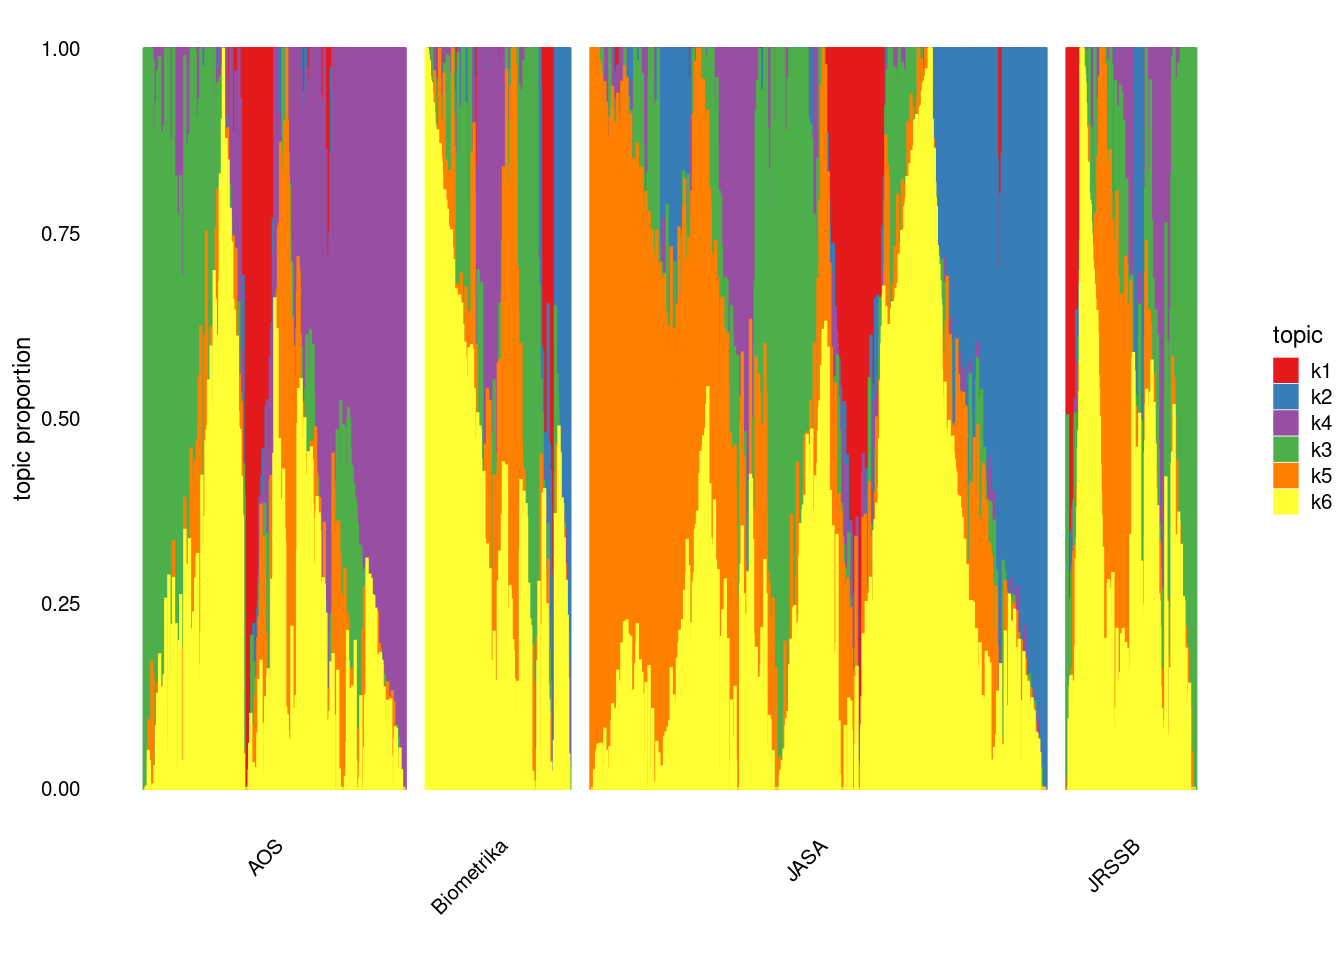 1.00
0.75
0.50
0.25
0.00
topic proportion
AOS
Biometrika
JASA
JRSSB
topic
k1
k2
k4
k3
k5
k6